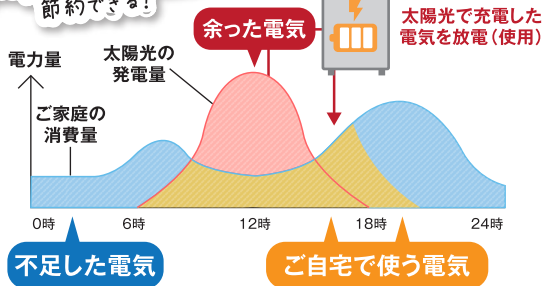 節約できる!
余った電気
太陽光で充電した
電気を放電(使用)
電力量
太陽光の
発電量
ご家庭の
消費量
0時
6時
12時
18時
24時
不足した電気
ご自宅で使う電気